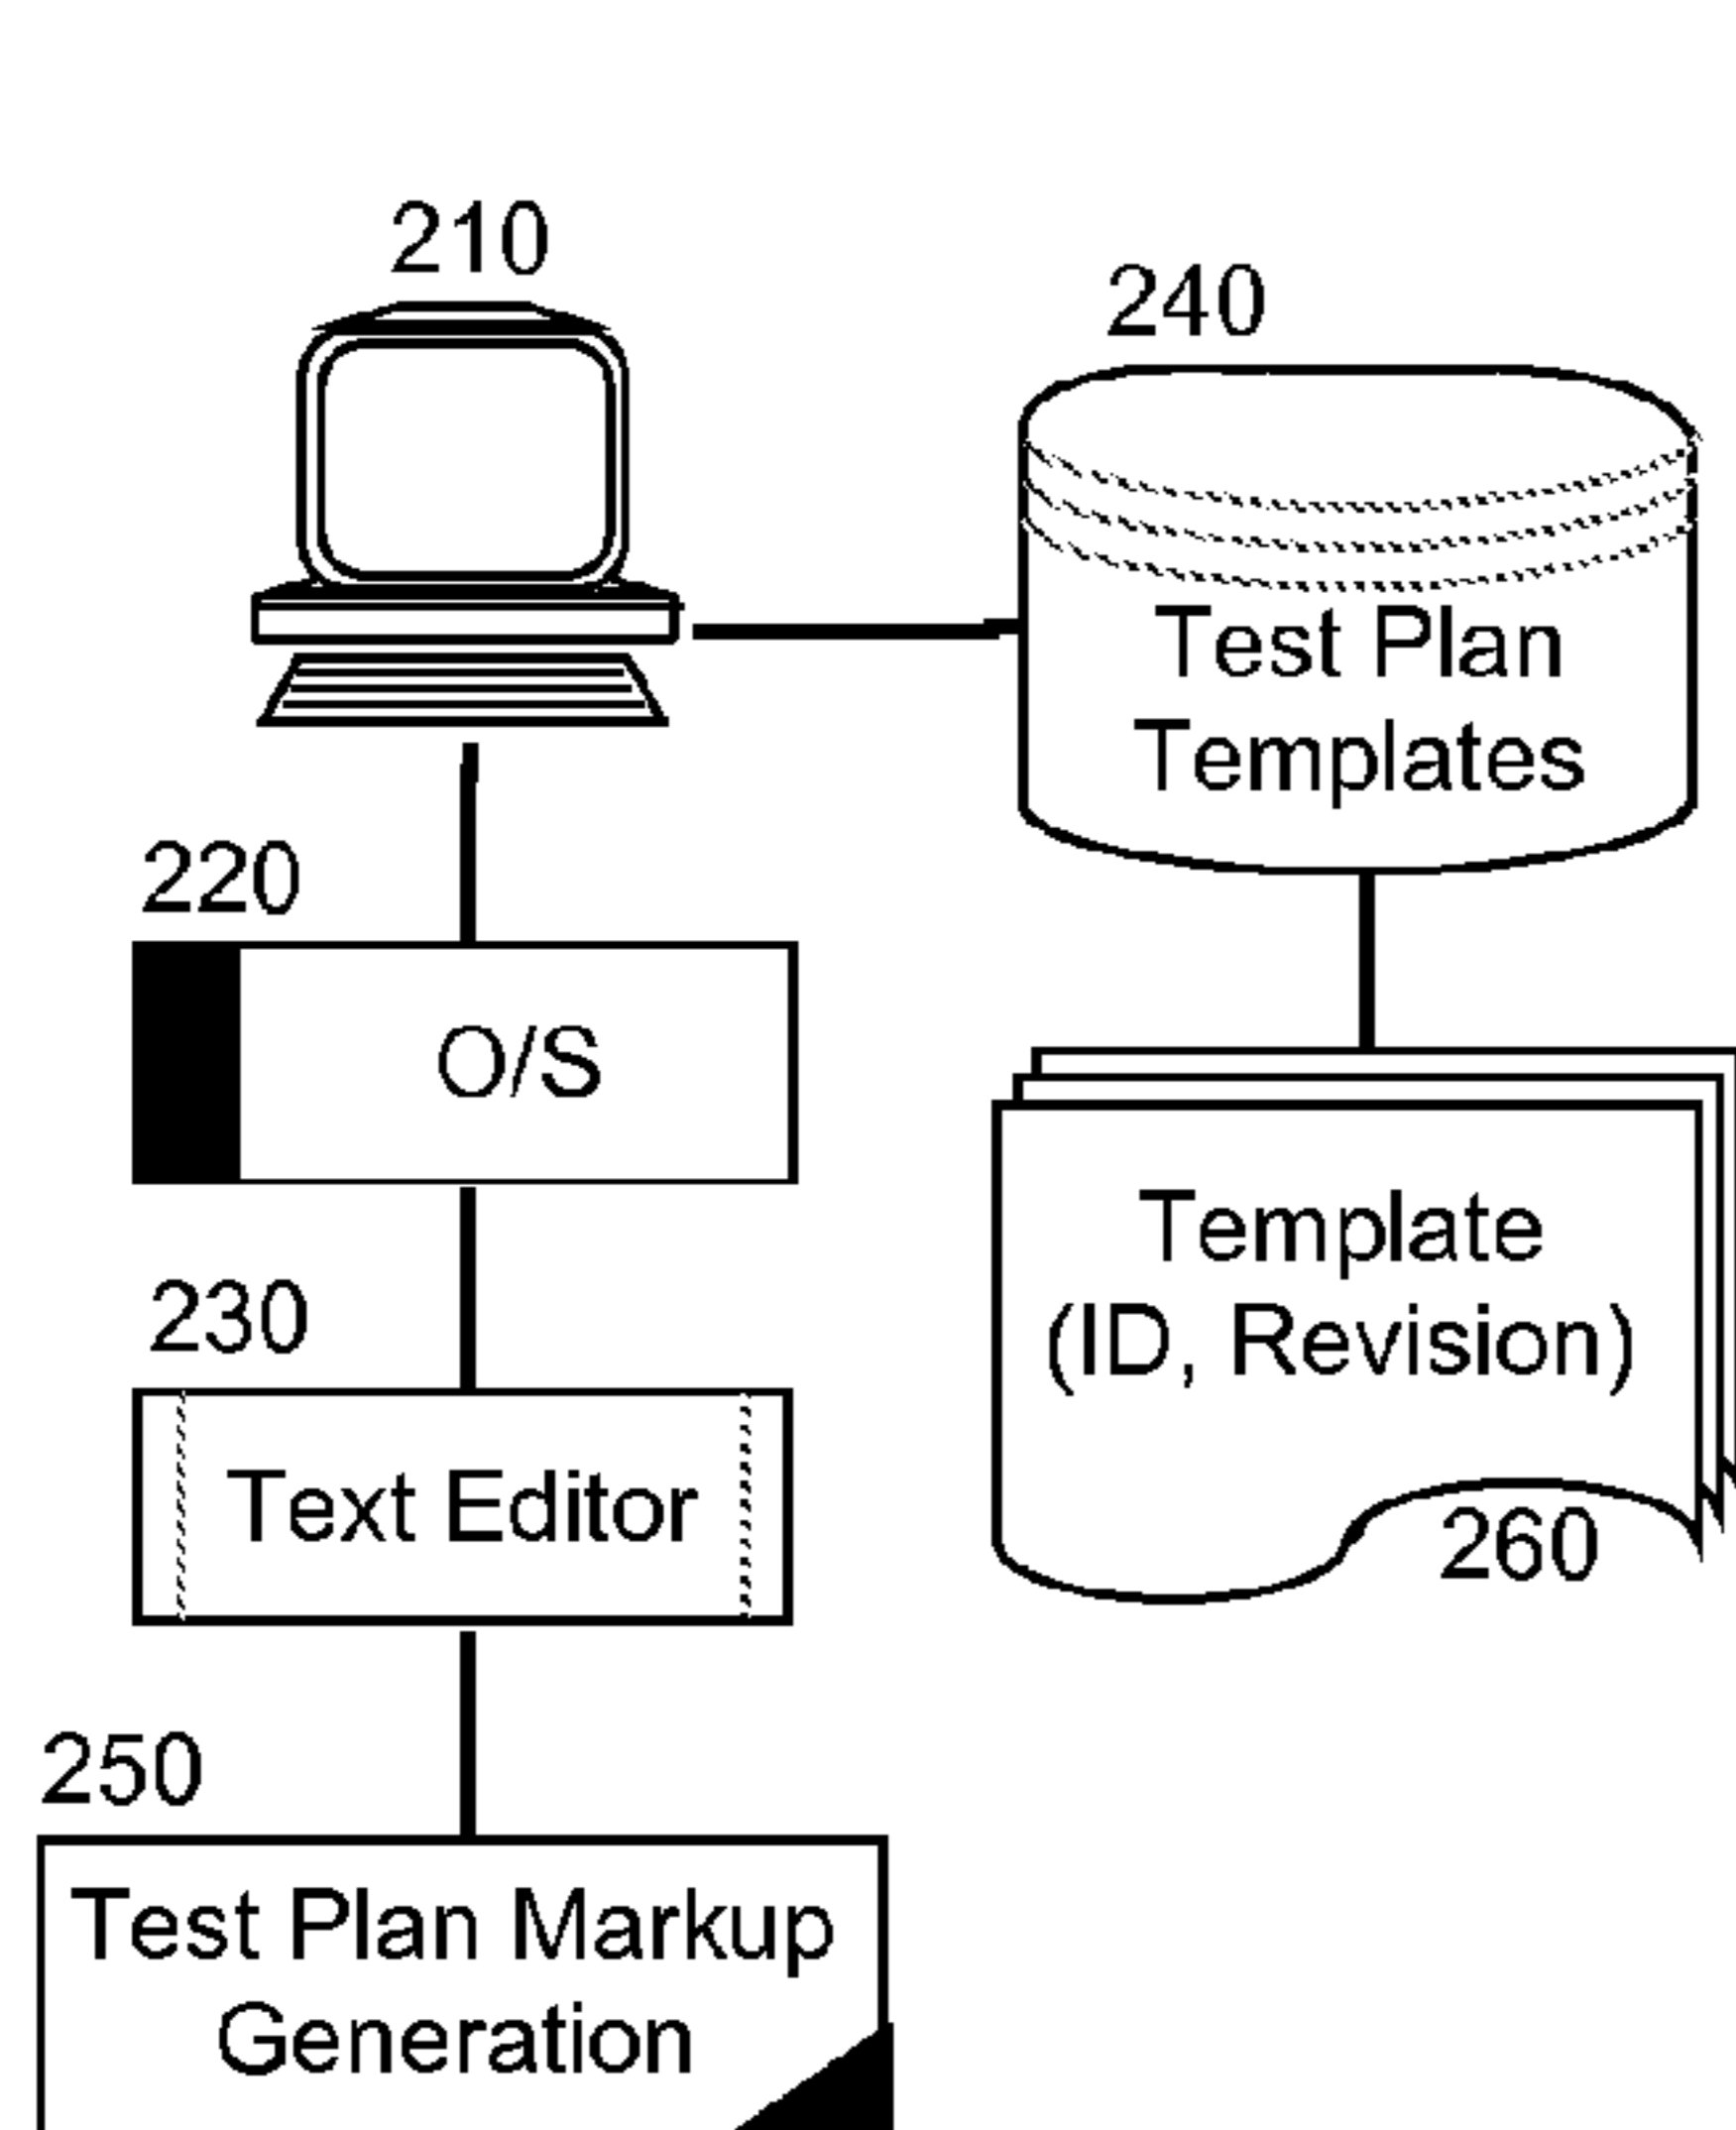 210
240
Test Plan
Templates
220
O/S
Template
(ID, Revision)
260
230
Text Editor
250
Test Plan Markup
Generation